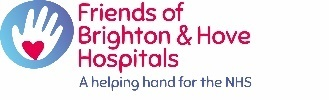 Friends of
Brighton & Hove
Hospitals
A helping hand for the NHS